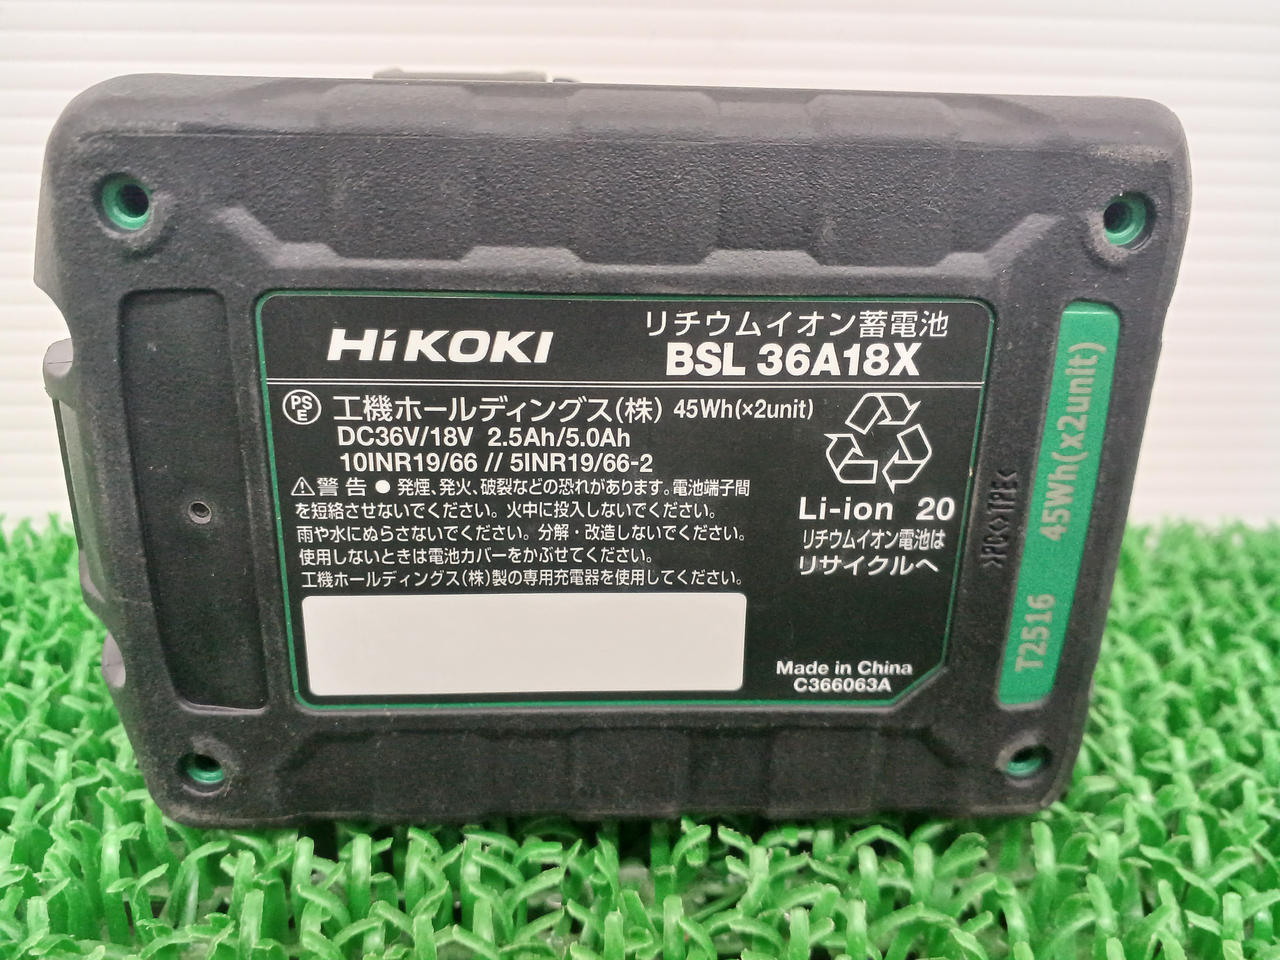 HiKOKI
リチウムイオン蓄電池
BSL 36A18X
PSE 工機ホールディングス(株) 45Wh(×2unit)
DC36V/18V 2.5Ah/5.0Ah
10INR19/66 // 5INR19/66-2
⚠警告 ● 発煙、発火、破裂などの恐れがあります。電池端子間
を短絡させないでください。火中に投入しないでください。
雨や水にぬらさないでください。分解・改造しないでください。
使用しないときは電池カバーをかぶせてください。
工機ホールディングス(株)製の専用充電器を使用してください。
Li-ion 20
リチウムイオン電池は
リサイクルへ
Made in China
C366063A
>PC<>TPE<
T2516 45Wh(x2unit)